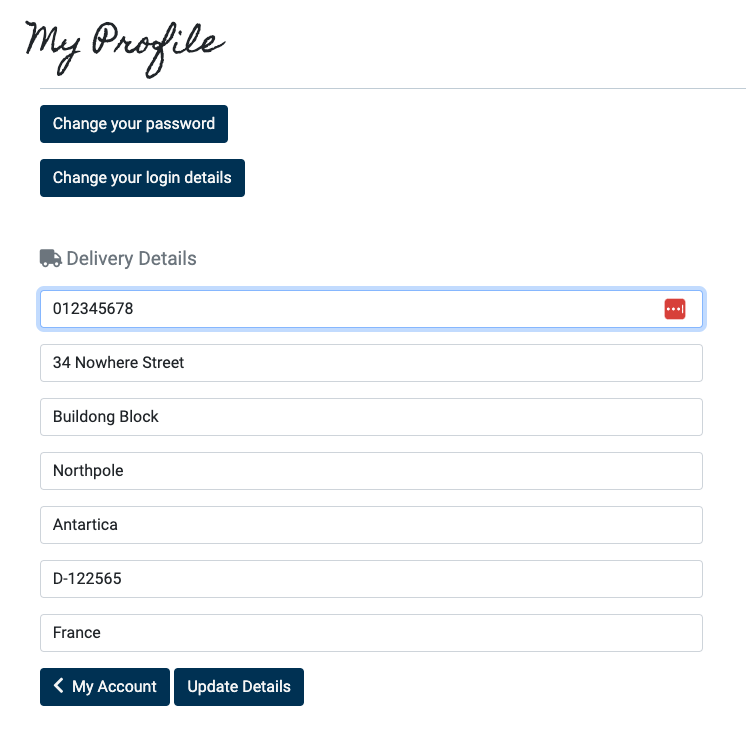 My Profile
Change your password
Change your login details
Delivery Details
012345678
34 Nowhere Street
Buildong Block
Northpole
Antartica
D-122565
France
My Account
Update Details